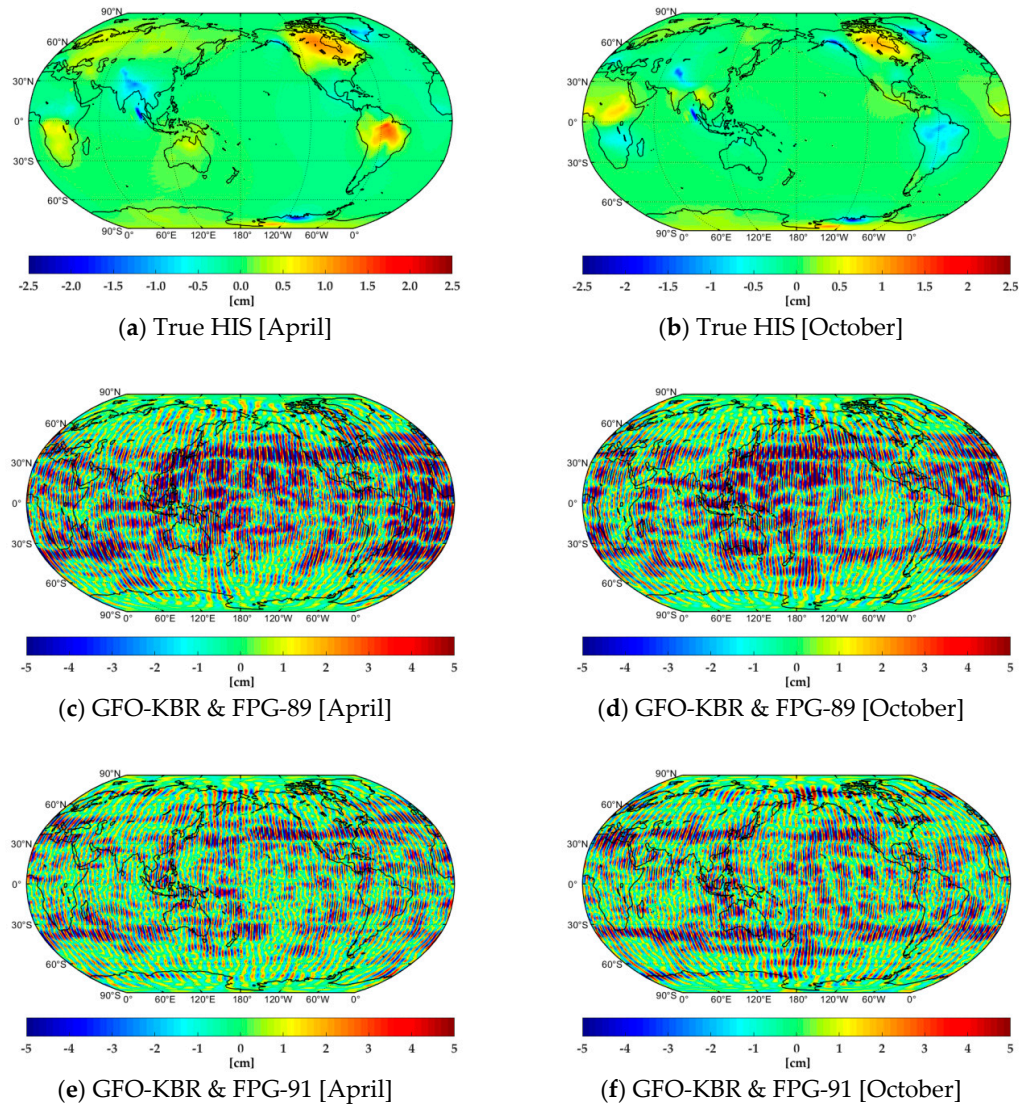 90°N 90°N
60°N 60°N
30°N 30°N
0° 0°
30°S 30°S
60°S 60°S
90°S 0° 60°E 120°E 180°W 120°W 60°W 0° 90°S 0° 60°E 120°E 180°W 120°W 60°W 0°
-2.5 -2.0 -1.5 -1.0 -0.5 0 0.5 1.0 1.5 2.0 2.5 -2.5 -2 -1.5 -1 -0.5 0 0.5 1 1.5 2 2.5
[cm] [cm]
(a) True HIS [April] (b) True HIS [October]
90°N 90°N
60°N 60°N
30°N 30°N
0° 0°
30°S 30°S
60°S 60°S
90°S 0° 60°E 120°E 180°W 120°W 60°W 0° 90°S 0° 60°E 120°E 180°W 120°W 60°W 0°
-5 -4 -3 -2 -1 0 1 2 3 4 5 -5 -4 -3 -2 -1 0 1 2 3 4 5
[cm] [cm]
(c) GFO-KBR & FPG-89 [April] (d) GFO-KBR & FPG-89 [October]
90°N 90°N
60°N 60°N
30°N 30°N
0° 0°
30°S 30°S
60°S 60°S
90°S 0° 60°E 120°E 180°W 120°W 60°W 0° 90°S 0° 60°E 120°E 180°W 120°W 60°W 0°
-5 -4 -3 -2 -1 0 1 2 3 4 5 -5 -4 -3 -2 -1 0 1 2 3 4 5
[cm] [cm]
(e) GFO-KBR & FPG-91 [April] (f) GFO-KBR & FPG-91 [October]